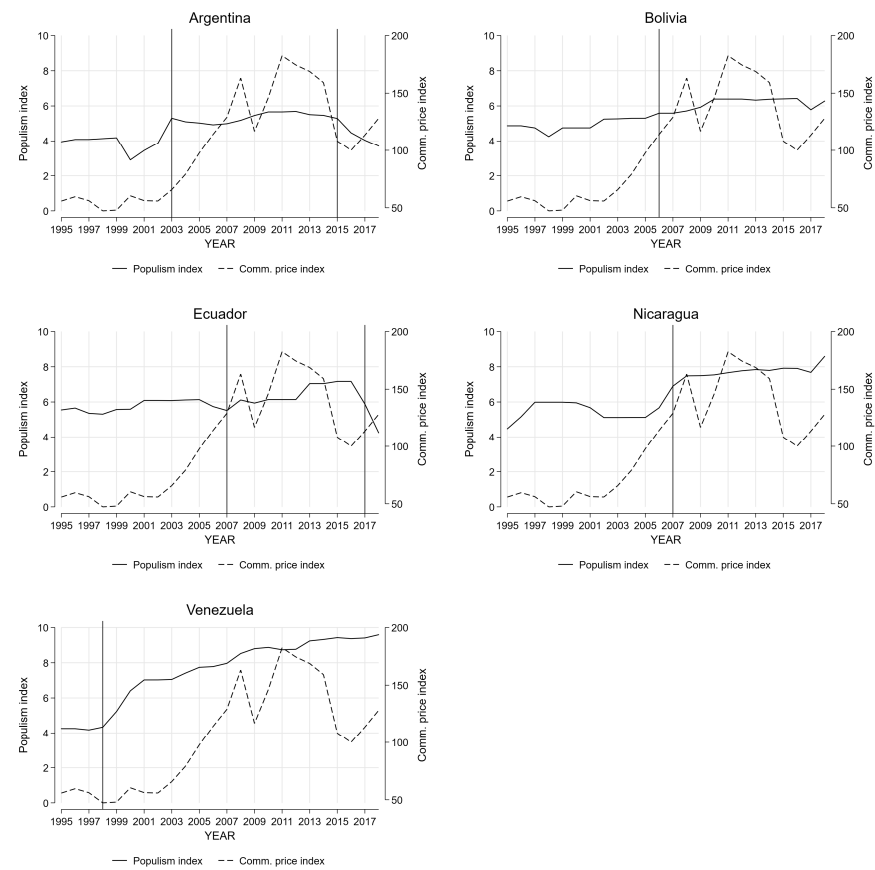 Argentina
10
8
6
4
2
0
Populism index
200
150
100
50
Comm. price index
1995 1997 1999 2001 2003 2005 2007 2009 2011 2013 2015 2017
YEAR
Populism index Comm. price index
Bolivia
10
8
6
4
2
0
Populism index
200
150
100
50
Comm. price index
1995 1997 1999 2001 2003 2005 2007 2009 2011 2013 2015 2017
YEAR
Populism index Comm. price index
Ecuador
10
8
6
4
2
0
Populism index
200
150
100
50
Comm. price index
1995 1997 1999 2001 2003 2005 2007 2009 2011 2013 2015 2017
YEAR
Populism index Comm. price index
Nicaragua
10
8
6
4
2
0
Populism index
200
150
100
50
Comm. price index
1995 1997 1999 2001 2003 2005 2007 2009 2011 2013 2015 2017
YEAR
Populism index Comm. price index
Venezuela
10
8
6
4
2
0
Populism index
200
150
100
50
Comm. price index
1995 1997 1999 2001 2003 2005 2007 2009 2011 2013 2015 2017
YEAR
Populism index Comm. price index